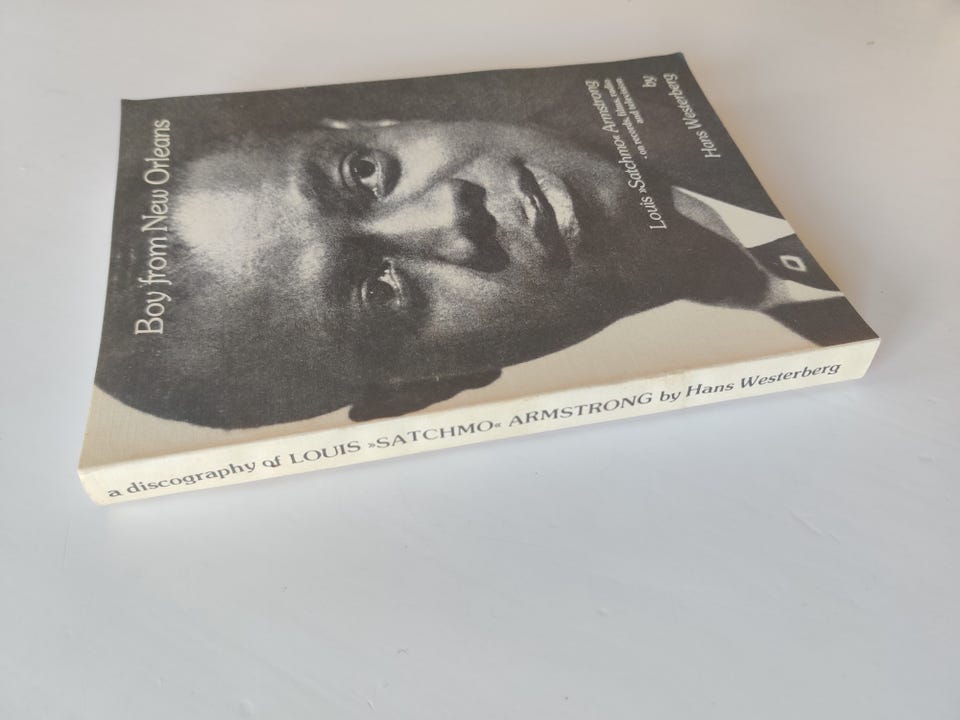 Boy from New Orleans
Louis »Satchmo« Armstrong
- on records, films, radio
and television
by
Hans Westerberg
a discography of LOUIS »SATCHMO« ARMSTRONG by Hans Westerberg